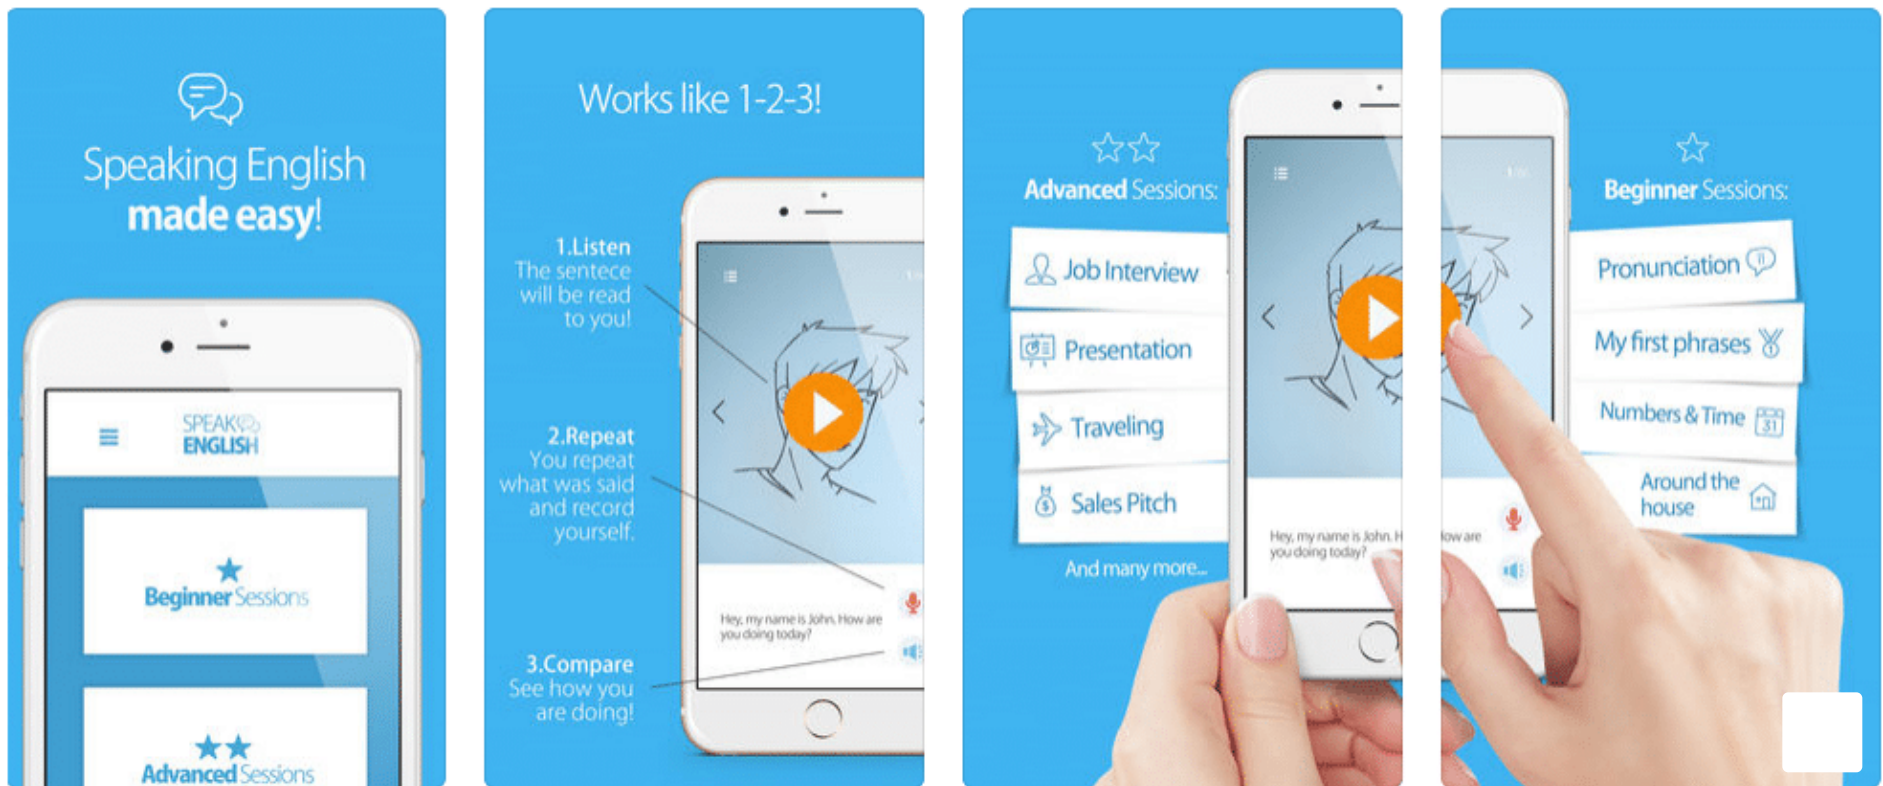 Speaking English
made easy!
SPEAK
ENGLISH
Beginner Sessions
Advanced Sessions
Works like 1-2-3!
1.Listen
The sentece
will be read
to you!
2.Repeat
You repeat
what was said
and record
yourself.
3.Compare
See how you
are doing!
Hey, my name is John. How are
you doing today?
Advanced Sessions:
Job Interview
Presentation
Traveling
Sales Pitch
And many more...
Hey, my name is John. H
you doing today?
Beginner Sessions:
Pronunciation
My first phrases
1
Numbers & Time
31
Around the
house
ow are